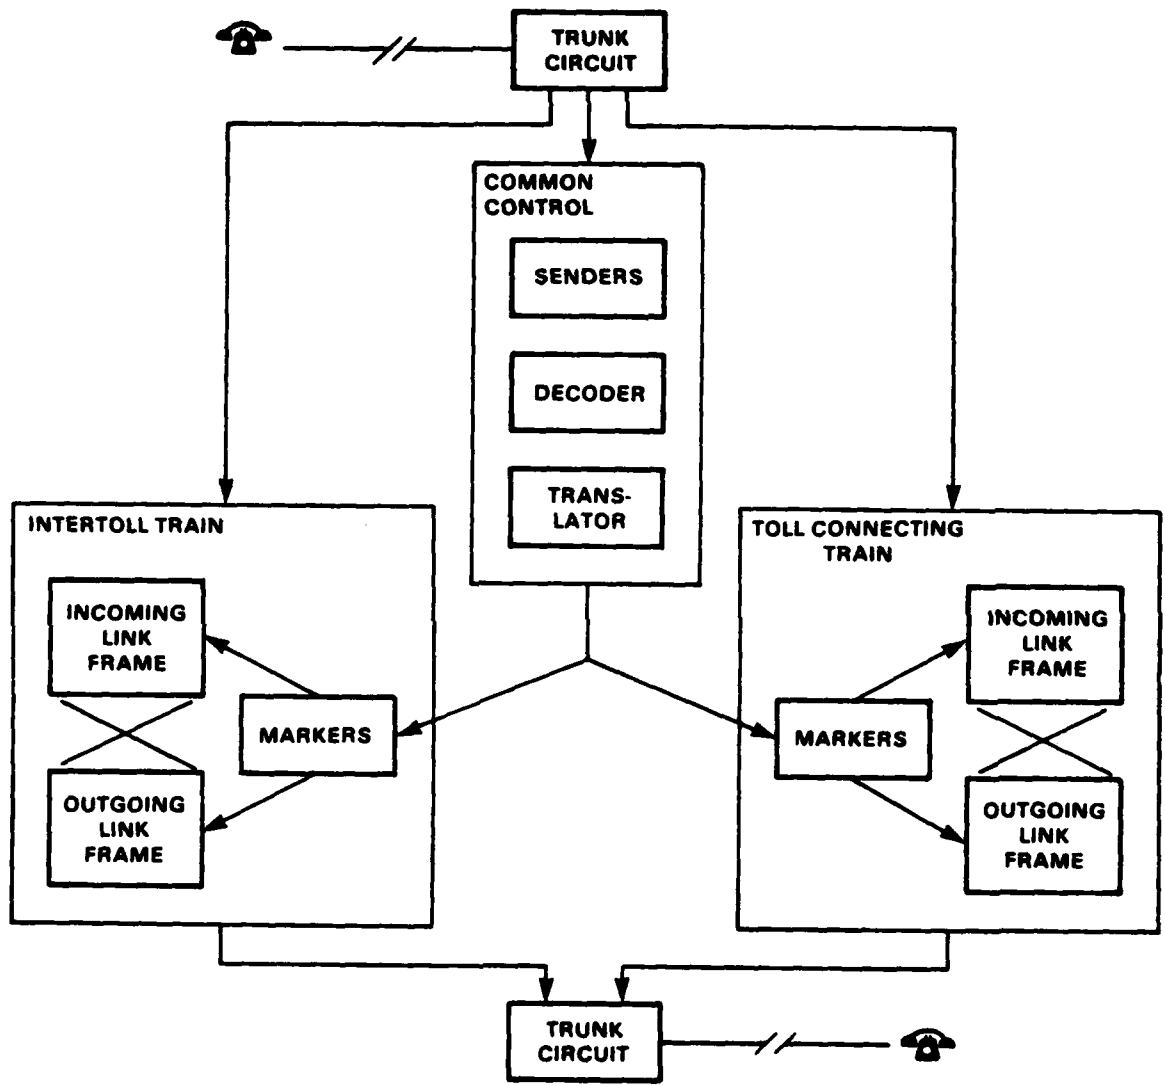 TRUNK
CIRCUIT
COMMON
CONTROL
SENDERS
DECODER
TRANS-
LATOR
INTERTOLL TRAIN
INCOMING
LINK
FRAME
MARKERS
OUTGOING
LINK
FRAME
TOLL CONNECTING
TRAIN
INCOMING
LINK
FRAME
MARKERS
OUTGOING
LINK
FRAME
TRUNK
CIRCUIT